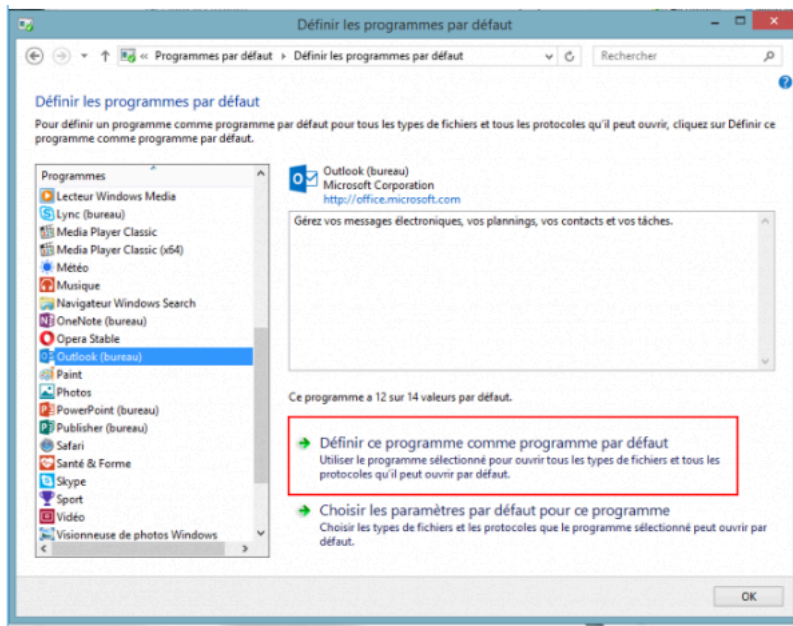 Définir les programmes par défaut
« Programmes par défaut
Définir les programmes par défaut
Rechercher
Définir les programmes par défaut
Pour définir un programme comme programme par défaut pour tous les types de fichiers et tous les protocoles qu'il peut ouvrir, cliquez sur Définir ce
programme comme programme par défaut.
Programmes
Lecteur Windows Media
Lync (bureau)
Media Player Classic
Media Player Classic (x64)
Météo
Musique
Navigateur Windows Search
OneNote (bureau)
Opera Stable
Outlook (bureau)
Paint
Photos
PowerPoint (bureau)
Publisher (bureau)
Safari
Santé & Forme
Skype
Sport
Vidéo
Visionneuse de photos Windows
Outlook (bureau)
Microsoft Corporation
http://office.microsoft.com
Gérez vos messages électroniques, vos plannings, vos contacts et vos tâches.
Ce programme a 12 sur 14 valeurs par défaut.
Définir ce programme comme programme par défaut
Utiliser le programme sélectionné pour ouvrir tous les types de fichiers et tous les
protocoles qu'il peut ouvrir par défaut.
Choisir les paramètres par défaut pour ce programme
Choisir les types de fichiers et les protocoles que le programme sélectionné peut ouvrir par
défaut.
OK